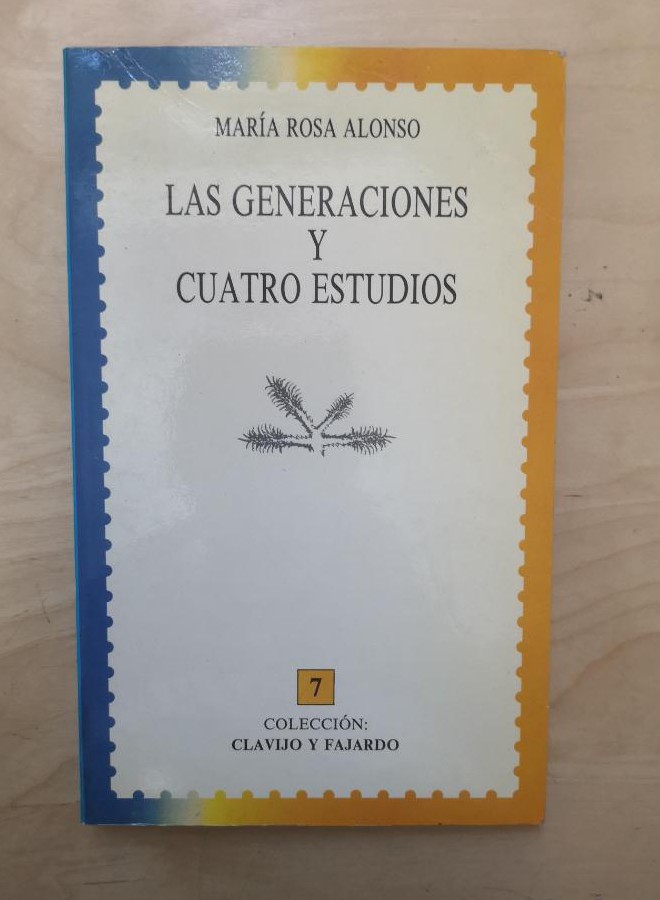 MARÍA ROSA ALONSO
LAS GENERACIONES
Y
CUATRO ESTUDIOS
7
COLECCIÓN:
CLAVIJO Y FAJARDO